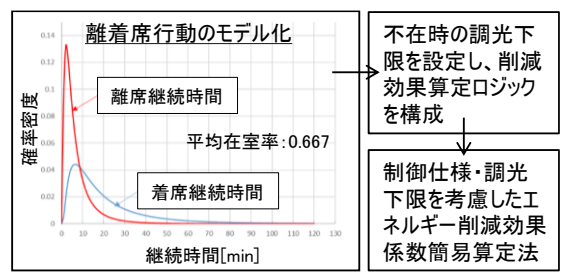 離着席行動のモデル化
0.14
0.12
0.1
0.08
0.06
0.04
0.02
0
確率密度
離席継続時間
平均在室率:0.667
着席継続時間
0 10 20 30 40 50 60 70 80 90 100 110 120 130
継続時間[min]
不在時の調光下
限を設定し、削減
効果算定ロジック
を構成
制御仕様・調光
下限を考慮したエ
ネルギー削減効果
係数簡易算定法